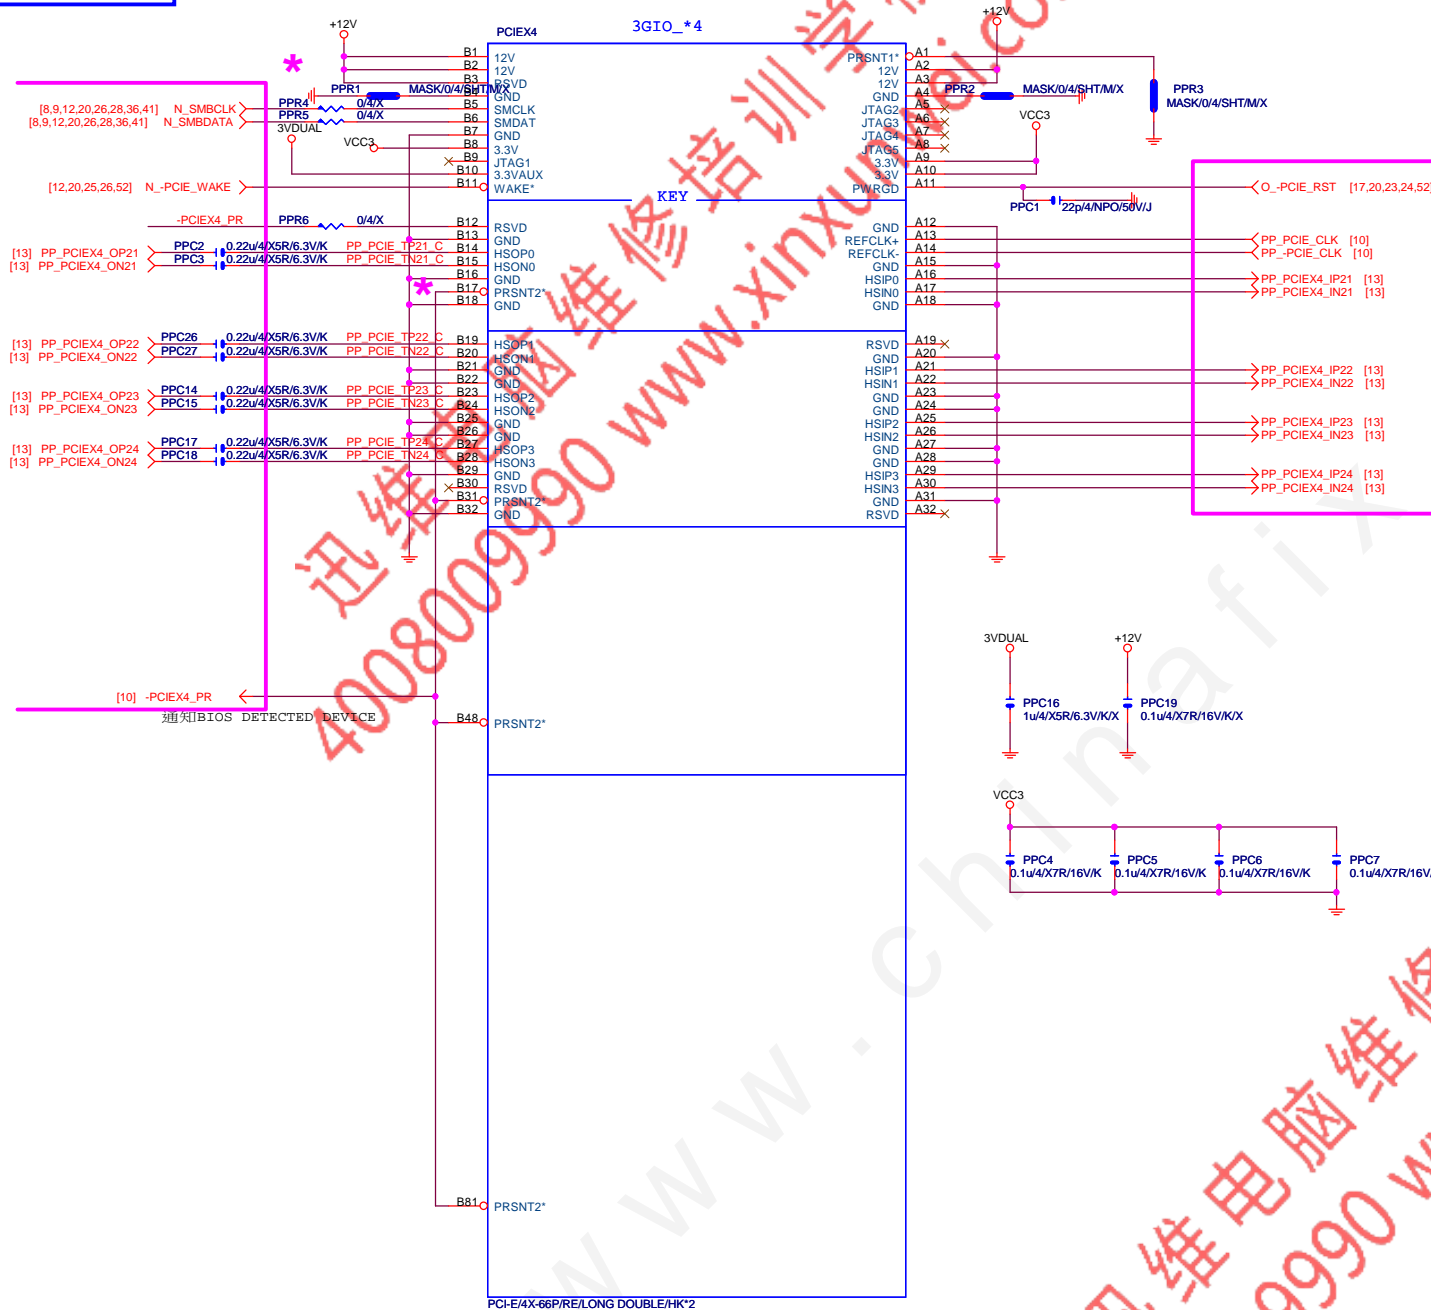 +12V
PCIEX4
3GIO_*4
+12V
B1 12V
B2 12V
B3 RSVD
B4 GND
B5 SMCLK
B6 SMDAT
B7 GND
B8 3.3V
B9 JTAG1
B10 3.3VAUX
B11 WAKE*
KEY
B12 RSVD
B13 GND
B14 HSOP0
B15 HSON0
B16 GND
B17 PRSNT2*
B18 GND
B19 HSOP1
B20 HSON1
B21 GND
B22 GND
B23 HSOP2
B24 HSON2
B25 GND
B26 GND
B27 HSOP3
B28 HSON3
B29 GND
B30 RSVD
B31 PRSNT2*
B32 GND
B48 PRSNT2*
B81 PRSNT2*
PRSNT1* A1
12V A2
12V A3
GND A4
JTAG2 A5
JTAG3 A6
JTAG4 A7
JTAG5 A8
3.3V A9
3.3V A10
PWRGD A11
GND A12
REFCLK+ A13
REFCLK- A14
GND A15
HSIP0 A16
HSIN0 A17
GND A18
RSVD A19
GND A20
HSIP1 A21
HSIN1 A22
GND A23
GND A24
HSIP2 A25
HSIN2 A26
GND A27
GND A28
HSIP3 A29
HSIN3 A30
GND A31
RSVD A32
*
PPR1 MASK/0/4/SHT/M/X
[8,9,12,20,26,28,36,41] N_SMBCLK PPR4 0/4/X
[8,9,12,20,26,28,36,41] N_SMBDATA PPR5 0/4/X
3VDUAL
VCC3
[12,20,25,26,52] N_-PCIE_WAKE
-PCIEX4_PR PPR6 0/4/X
[13] PP_PCIEX4_OP21 PPC2 0.22u/4/X5R/6.3V/K PP_PCIE_TP21_C
[13] PP_PCIEX4_ON21 PPC3 0.22u/4/X5R/6.3V/K PP_PCIE_TN21_C
*
[13] PP_PCIEX4_OP22 PPC26 0.22u/4/X5R/6.3V/K PP_PCIE_TP22_C
[13] PP_PCIEX4_ON22 PPC27 0.22u/4/X5R/6.3V/K PP_PCIE_TN22_C
[13] PP_PCIEX4_OP23 PPC14 0.22u/4/X5R/6.3V/K PP_PCIE_TP23_C
[13] PP_PCIEX4_ON23 PPC15 0.22u/4/X5R/6.3V/K PP_PCIE_TN23_C
[13] PP_PCIEX4_OP24 PPC17 0.22u/4/X5R/6.3V/K PP_PCIE_TP24_C
[13] PP_PCIEX4_ON24 PPC18 0.22u/4/X5R/6.3V/K PP_PCIE_TN24_C
[10] -PCIEX4_PR
通知BIOS DETECTED DEVICE
PPR2 MASK/0/4/SHT/M/X
PPR3
MASK/0/4/SHT/M/X
VCC3
O_-PCIE_RST [17,20,23,24,52]
PPC1 22p/4/NPO/50V/J
PP_PCIE_CLK [10]
PP_-PCIE_CLK [10]
PP_PCIEX4_IP21 [13]
PP_PCIEX4_IN21 [13]
PP_PCIEX4_IP22 [13]
PP_PCIEX4_IN22 [13]
PP_PCIEX4_IP23 [13]
PP_PCIEX4_IN23 [13]
PP_PCIEX4_IP24 [13]
PP_PCIEX4_IN24 [13]
3VDUAL
PPC16
1u/4/X5R/6.3V/K/X
+12V
PPC19
0.1u/4/X7R/16V/K/X
VCC3
PPC4
0.1u/4/X7R/16V/K
PPC5
0.1u/4/X7R/16V/K
PPC6
0.1u/4/X7R/16V/K
PPC7
0.1u/4/X7R/16V/
PCI-E/4X-66P/RE/LONG DOUBLE/HK*2
迅维电脑维修培训学
4008009990 www.xinxunwei.co
迅维电脑维修
9990 w
www.chinafix